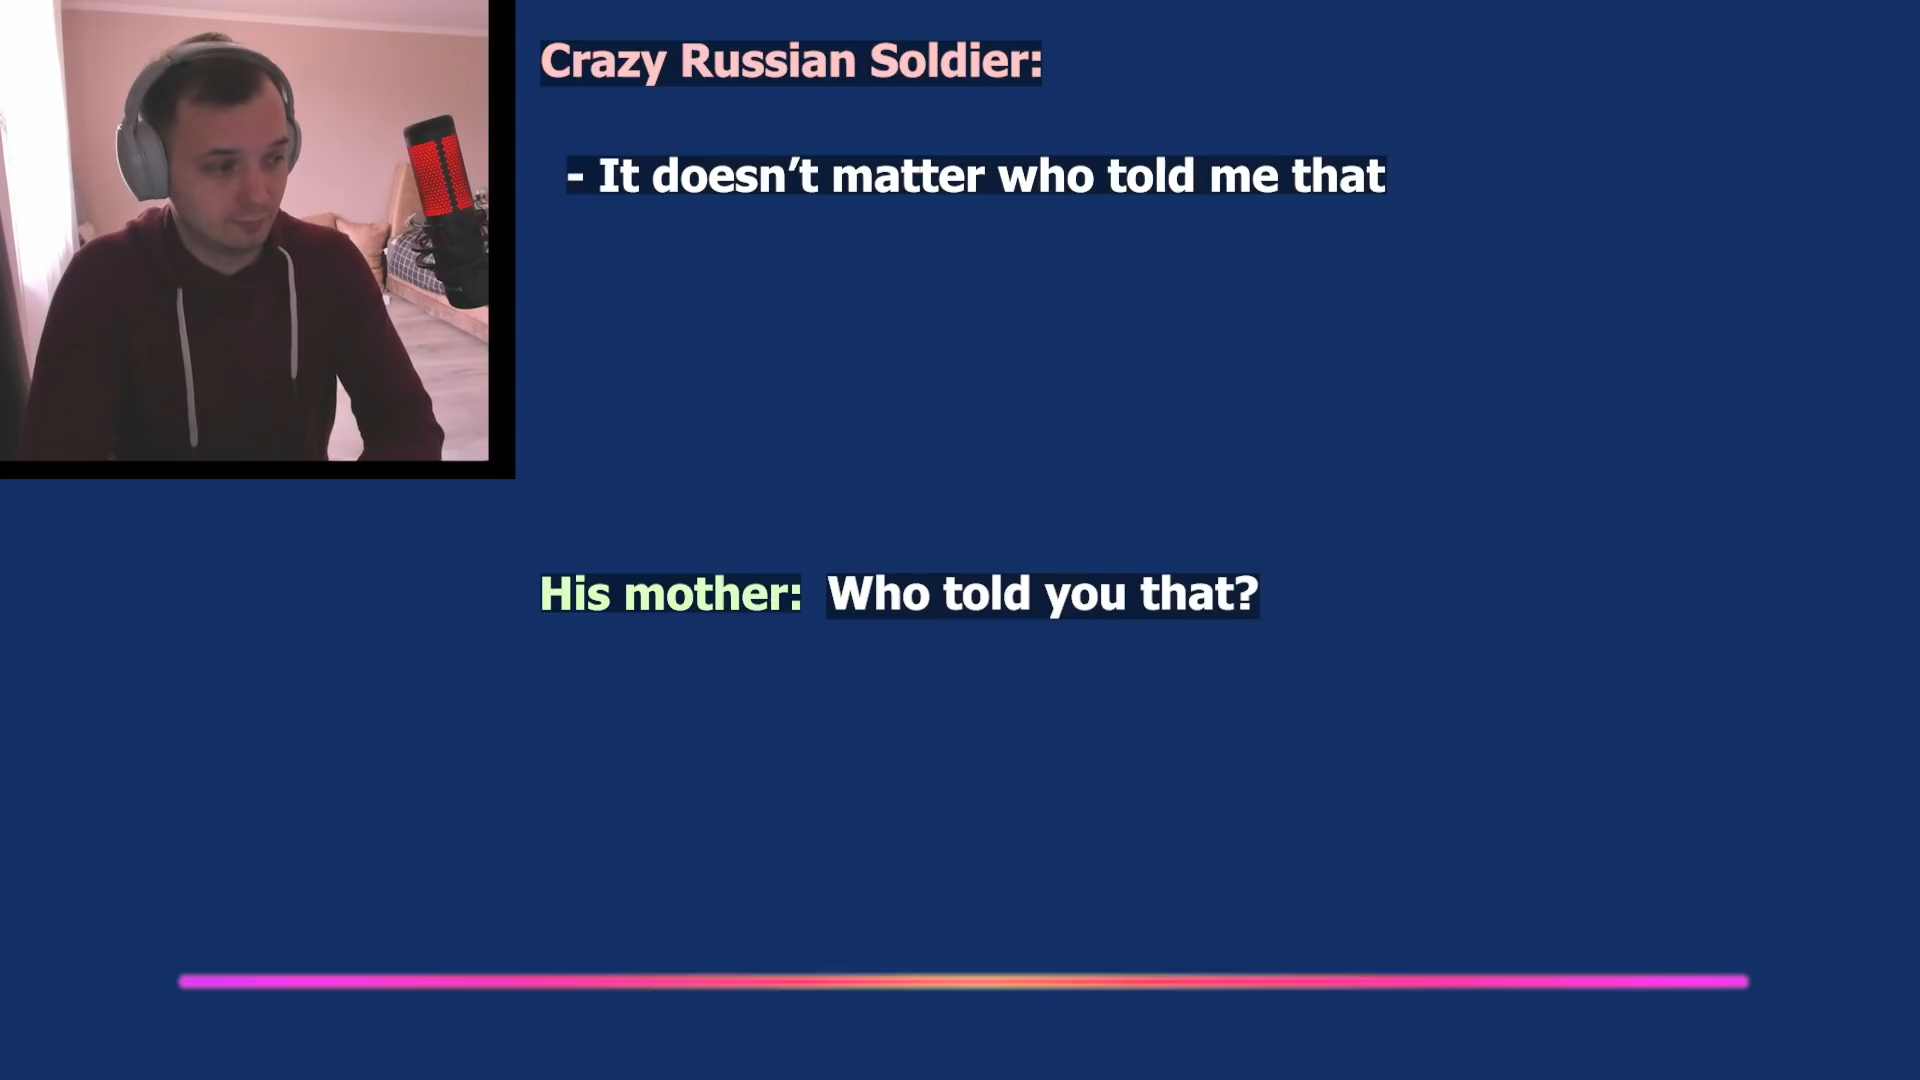 Crazy Russian Soldier:
- It doesn’t matter who told me that
His mother: Who told you that?